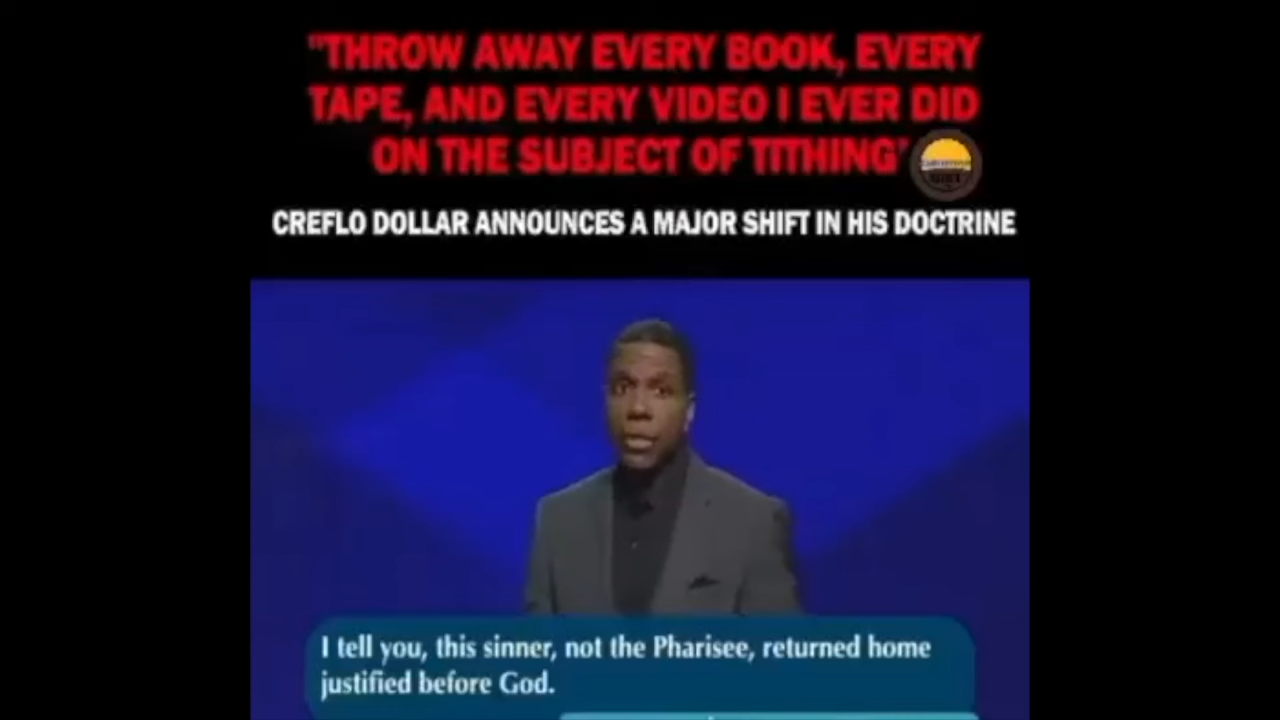 "THROW AWAY EVERY BOOK, EVERY
TAPE, AND EVERY VIDEO I EVER DID
ON THE SUBJECT OF TITHING"
CREFLO DOLLAR ANNOUNCES A MAJOR SHIFT IN HIS DOCTRINE
I tell you, this sinner, not the Pharisee, returned home
justified before God.